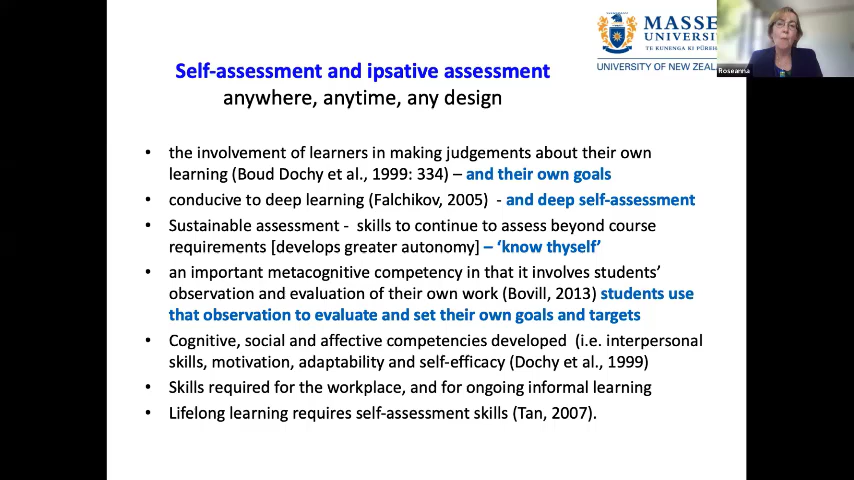 MASSE
UNIVERSI
TE KUNENGA KI PŪREH
UNIVERSITY OF NEW ZEAL
Roseanna
Self-assessment and ipsative assessment
anywhere, anytime, any design
• the involvement of learners in making judgements about their own
learning (Boud Dochy et al., 1999: 334) – and their own goals
• conducive to deep learning (Falchikov, 2005) - and deep self-assessment
• Sustainable assessment - skills to continue to assess beyond course
requirements [develops greater autonomy] – ‘know thyself’
• an important metacognitive competency in that it involves students’
observation and evaluation of their own work (Bovill, 2013) students use
that observation to evaluate and set their own goals and targets
• Cognitive, social and affective competencies developed (i.e. interpersonal
skills, motivation, adaptability and self-efficacy (Dochy et al., 1999)
• Skills required for the workplace, and for ongoing informal learning
• Lifelong learning requires self-assessment skills (Tan, 2007).